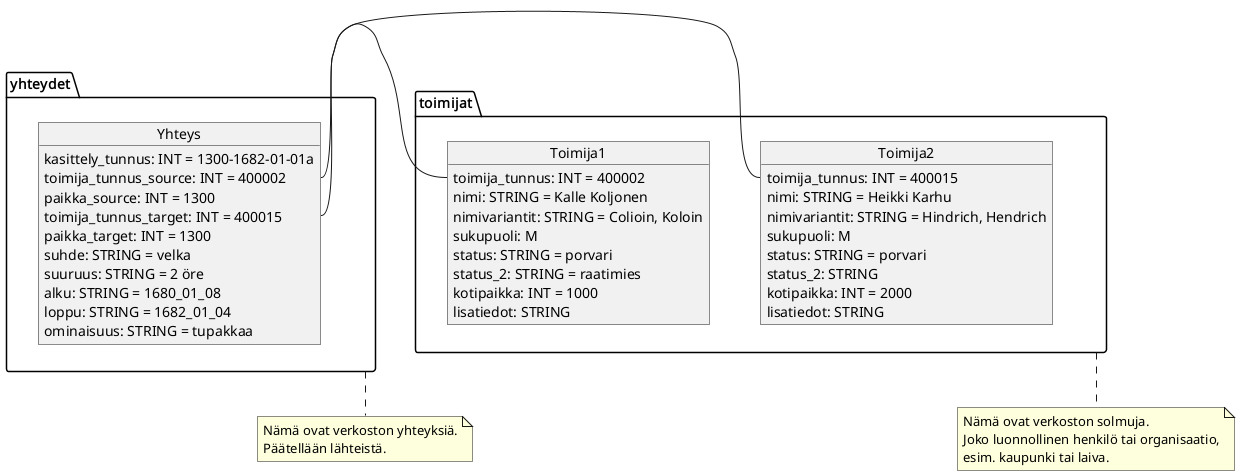 yhteydet
Yhteys
kasittely_tunnus: INT = 1300-1682-01-01a
toimija_tunnus_source: INT = 400002
paikka_source: INT = 1300
toimija_tunnus_target: INT = 400015
paikka_target: INT = 1300
suhde: STRING = velka
suuruus: STRING = 2 öre
alku: STRING = 1680_01_08
loppu: STRING = 1682_01_04
ominaisuus: STRING = tupakkaa
toimijat
Toimija1
toimija_tunnus: INT = 400002
nimi: STRING = Kalle Koljonen
nimivariantit: STRING = Colioin, Koloin
sukupuoli: M
status: STRING = porvari
status_2: STRING = raatimies
kotipaikka: INT = 1000
lisatiedot: STRING
Toimija2
toimija_tunnus: INT = 400015
nimi: STRING = Heikki Karhu
nimivariantit: STRING = Hindrich, Hendrich
sukupuoli: M
status: STRING = porvari
status_2: STRING
kotipaikka: INT = 2000
lisatiedot: STRING
Nämä ovat verkoston yhteyksiä.
Päätellään lähteistä.
Nämä ovat verkoston solmuja.
Joko luonnollinen henkilö tai organisaatio,
esim. kaupunki tai laiva.